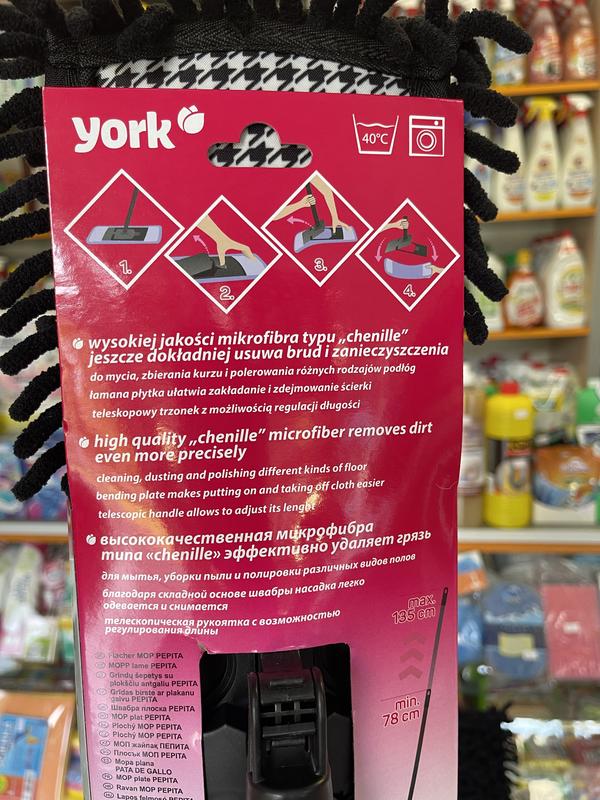 york
40°C
1.
2.
3.
4.
wysokiej jakości mikrofibra typu „chenille”
jeszcze dokładniej usuwa brud i zanieczyszczenia
do mycia, zbierania kurzu i polerowania różnych rodzajów podłóg
łamana płytka ułatwia zakładanie i zdejmowanie ścierki
teleskopowy trzonek z możliwością regulacji długości
high quality „chenille” microfiber removes dirt
even more precisely
cleaning, dusting and polishing different kinds of floor
bending plate makes putting on and taking off cloth easier
telescopic handle allows to adjust its lenght
высококачественная микрофибра
типа «chenille» эффективно удаляет грязь
для мытья, уборки пыли и полировки различных видов полов
благодаря складной основе швабры насадка легко
одевается и снимается
телескопическая рукоятка с возможностью
регулирования длины
max.
135 cm
min.
78 cm
Flacher MOP PEPITA
MOPP lame PEPITA
Grindų šepetys su
plokščiu antgaliu PEPITA
Grīdas birste ar plakanu
galvu PEPITA
Швабра плоска PEPITA
MOP plat PEPITA
Plochý MOP PEPITA
Plochý MOP PEPITA
МОП жайпақ ПЕПИТА
Плосък МОП ПЕПИТА
Mopa plana
PATA DE GALLO
MOP plate PEPITA
Ravan MOP PEPITA
Lapos felmosó PEPITA